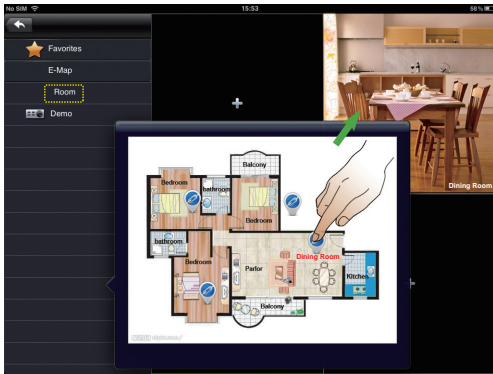 No SIM
15:53
58%
Favorites
E-Map
Room
Demo
Dining Room
Balcony
Bedroom
bathroom
Bedroom
bathroom
Bedroom
Dining Room
Parlor
Kitchen
Balcony